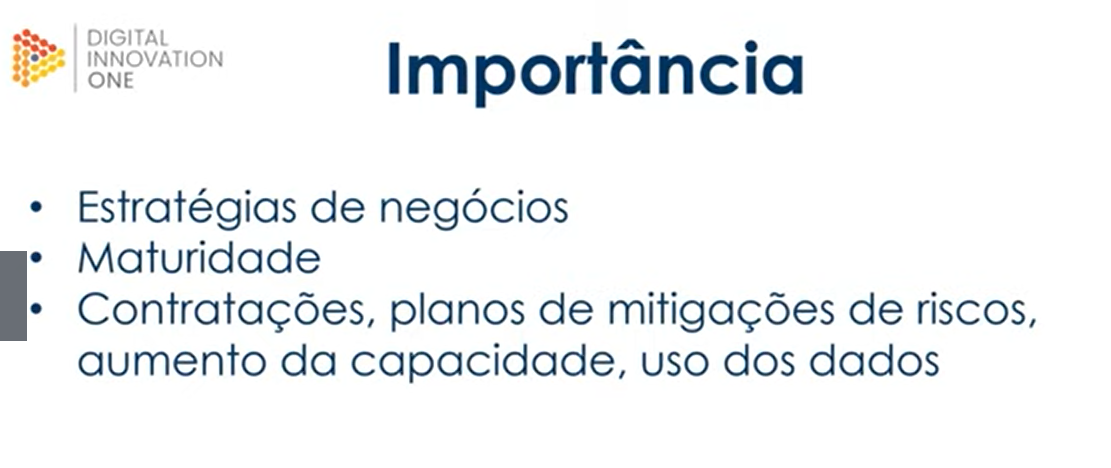 DIGITAL
INNOVATION
ONE
Importância
• Estratégias de negócios
• Maturidade
• Contratações, planos de mitigações de riscos,
aumento da capacidade, uso dos dados